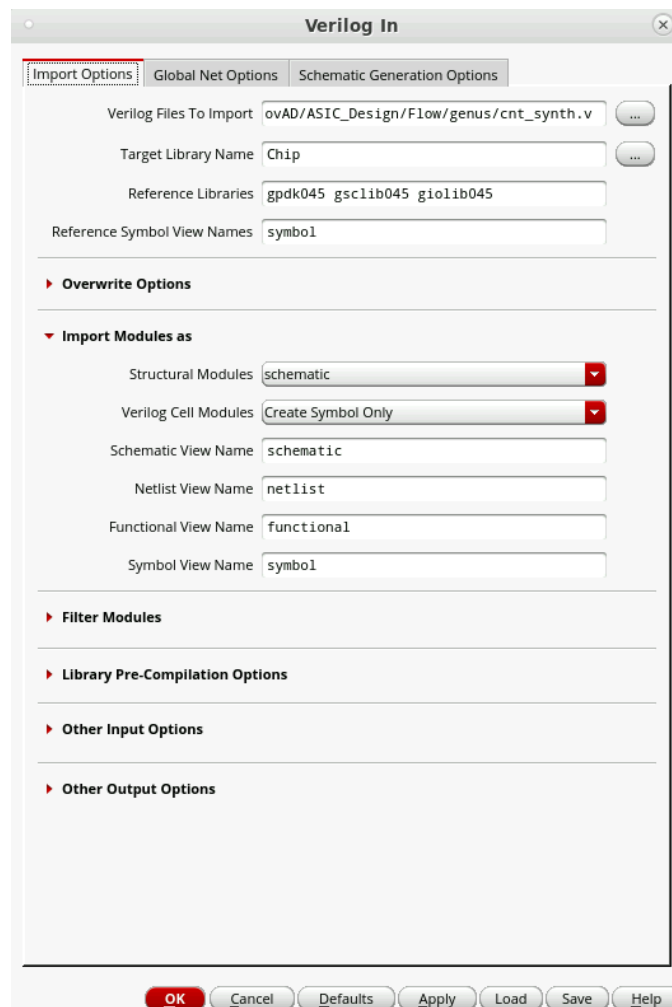 Verilog In
Import Options Global Net Options Schematic Generation Options
Verilog Files To Import ovAD/ASIC_Design/Flow/genus/cnt_synth.v ...
Target Library Name Chip ...
Reference Libraries gpdk045 gsclib045 giolib045
Reference Symbol View Names symbol
Overwrite Options
Import Modules as
Structural Modules schematic
Verilog Cell Modules Create Symbol Only
Schematic View Name schematic
Netlist View Name netlist
Functional View Name functional
Symbol View Name symbol
Filter Modules
Library Pre-Compilation Options
Other Input Options
Other Output Options
OK Cancel Defaults Apply Load Save Help